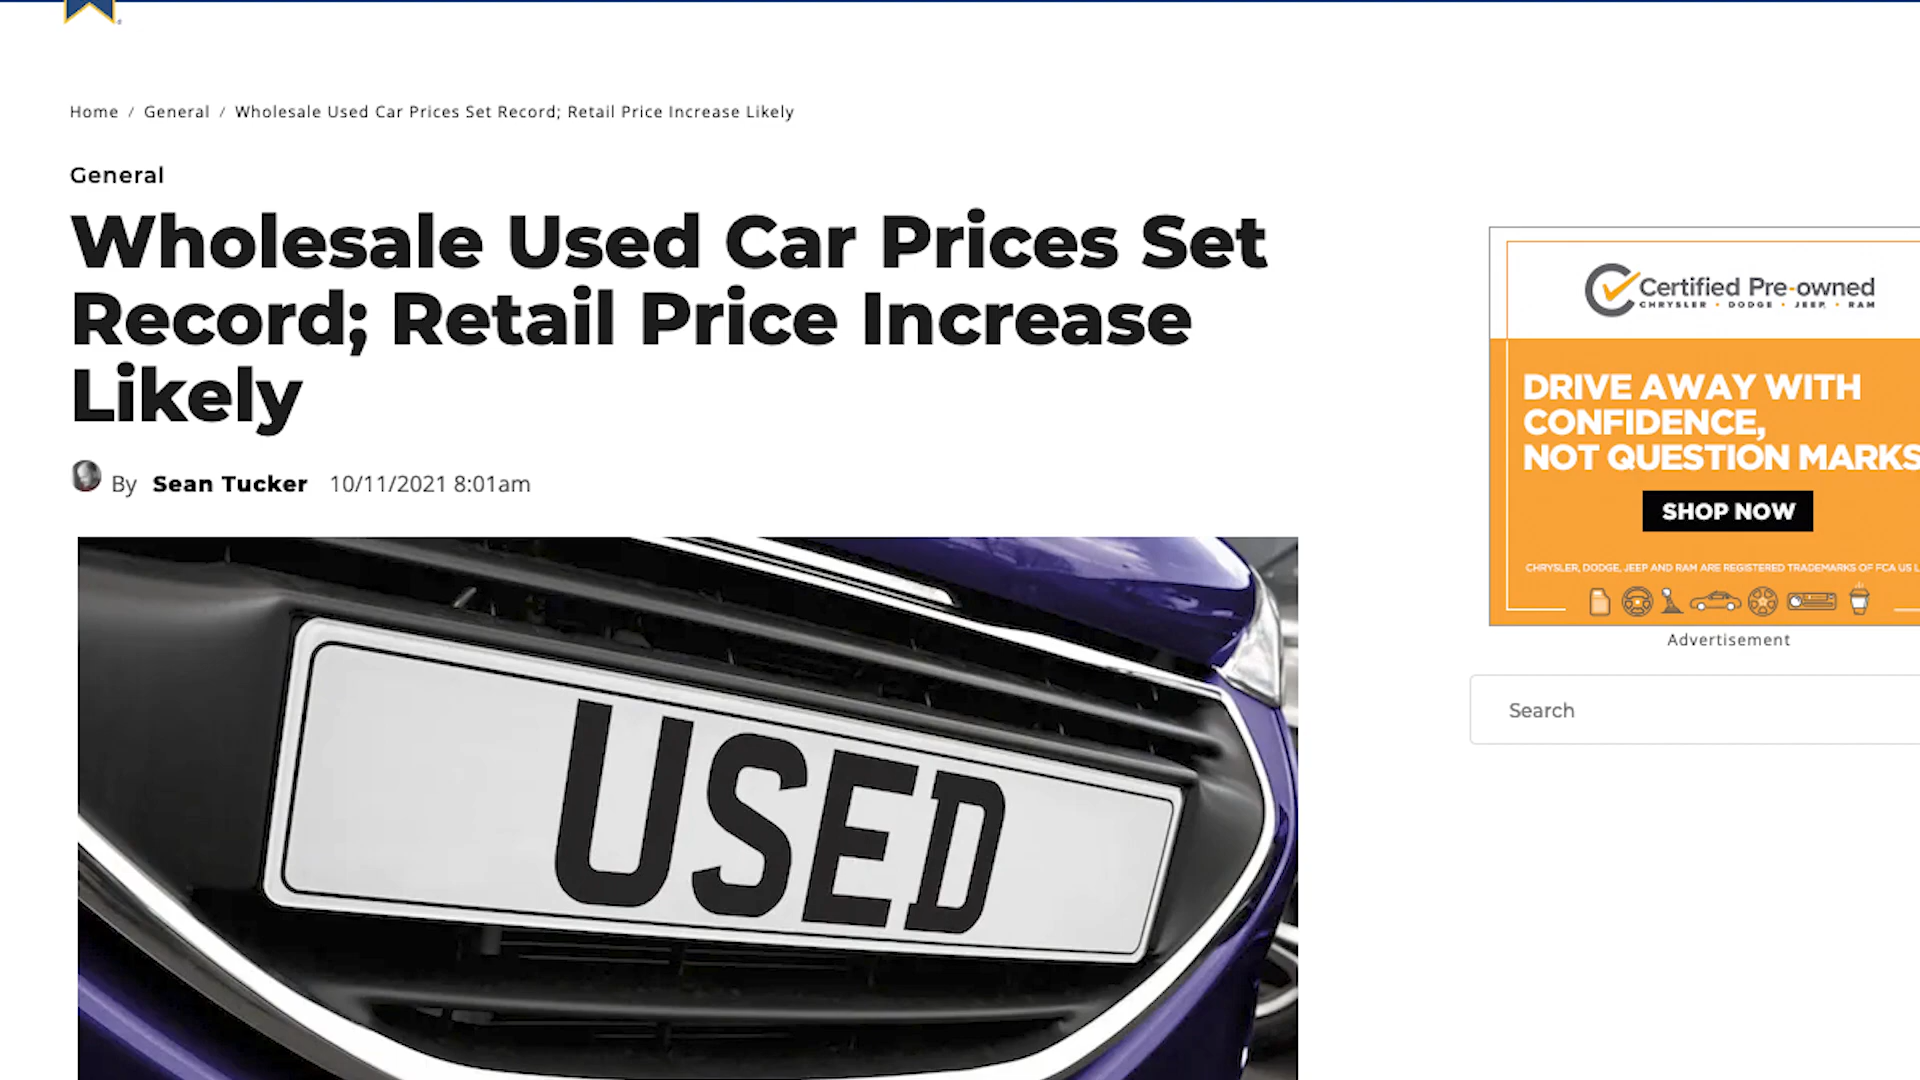 Home / General / Wholesale Used Car Prices Set Record; Retail Price Increase Likely
General
Wholesale Used Car Prices Set
Record; Retail Price Increase
Likely
By Sean Tucker 10/11/2021 8:01am
USED
Certified Pre-owned
CHRYSLER • DODGE • JEEP • RAM
DRIVE AWAY WITH
CONFIDENCE,
NOT QUESTION MARKS
SHOP NOW
CHRYSLER, DODGE, JEEP AND RAM ARE REGISTERED TRADEMARKS OF FCA US L
Advertisement
Search